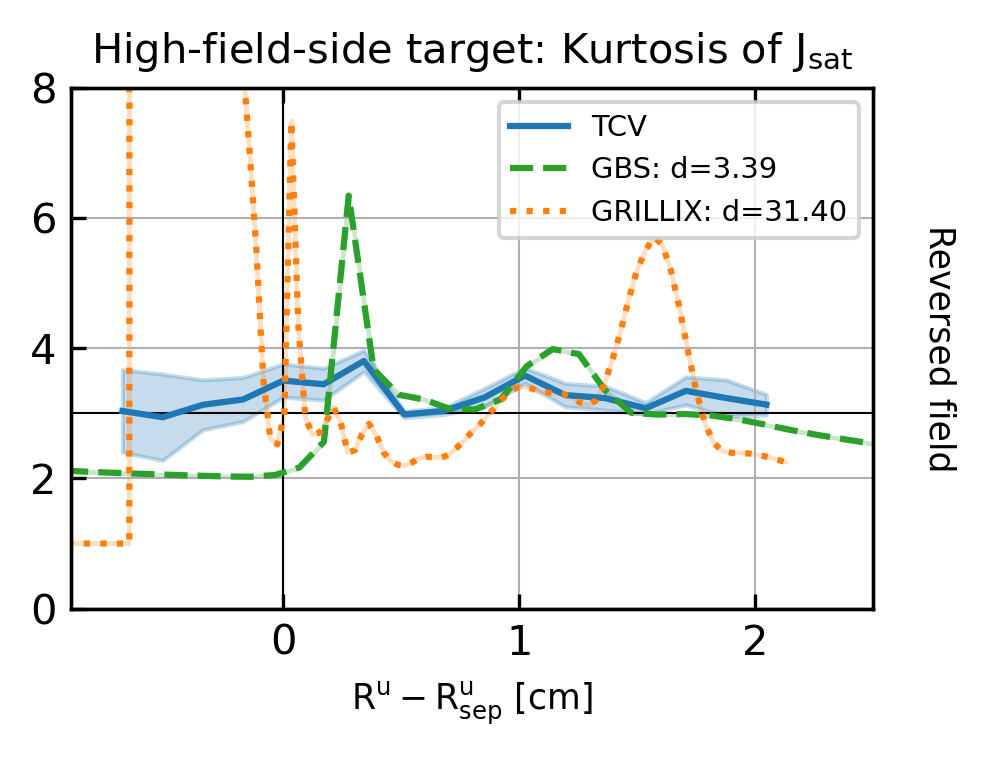 High-field-side target: Kurtosis of J_sat
8
6
4
2
0
TCV
GBS: d=3.39
GRILLIX: d=31.40
Reversed field
0 1 2
R^u − R^u_sep [cm]